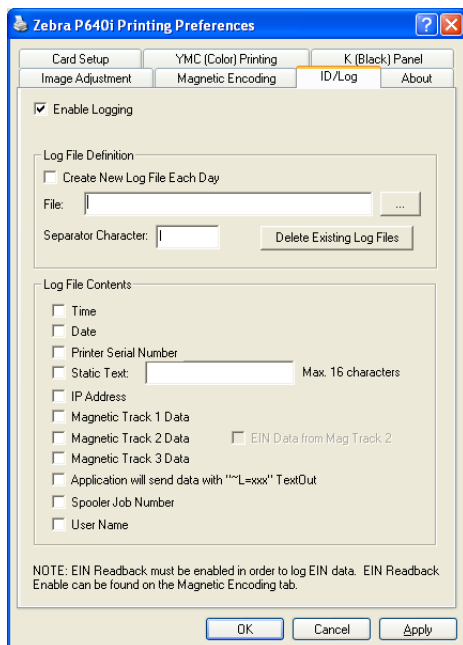 Zebra P640i Printing Preferences
Card Setup YMC (Color) Printing K (Black) Panel
Image Adjustment Magnetic Encoding ID/Log About
Enable Logging
Log File Definition
Create New Log File Each Day
File: ...
Separator Character: Delete Existing Log Files
Log File Contents
Time
Date
Printer Serial Number
Static Text: Max. 16 characters
IP Address
Magnetic Track 1 Data
Magnetic Track 2 Data EIN Data from Mag Track 2
Magnetic Track 3 Data
Application will send data with "~L=xxx" TextOut
Spooler Job Number
User Name
NOTE: EIN Readback must be enabled in order to log EIN data. EIN Readback
Enable can be found on the Magnetic Encoding tab.
OK Cancel Apply